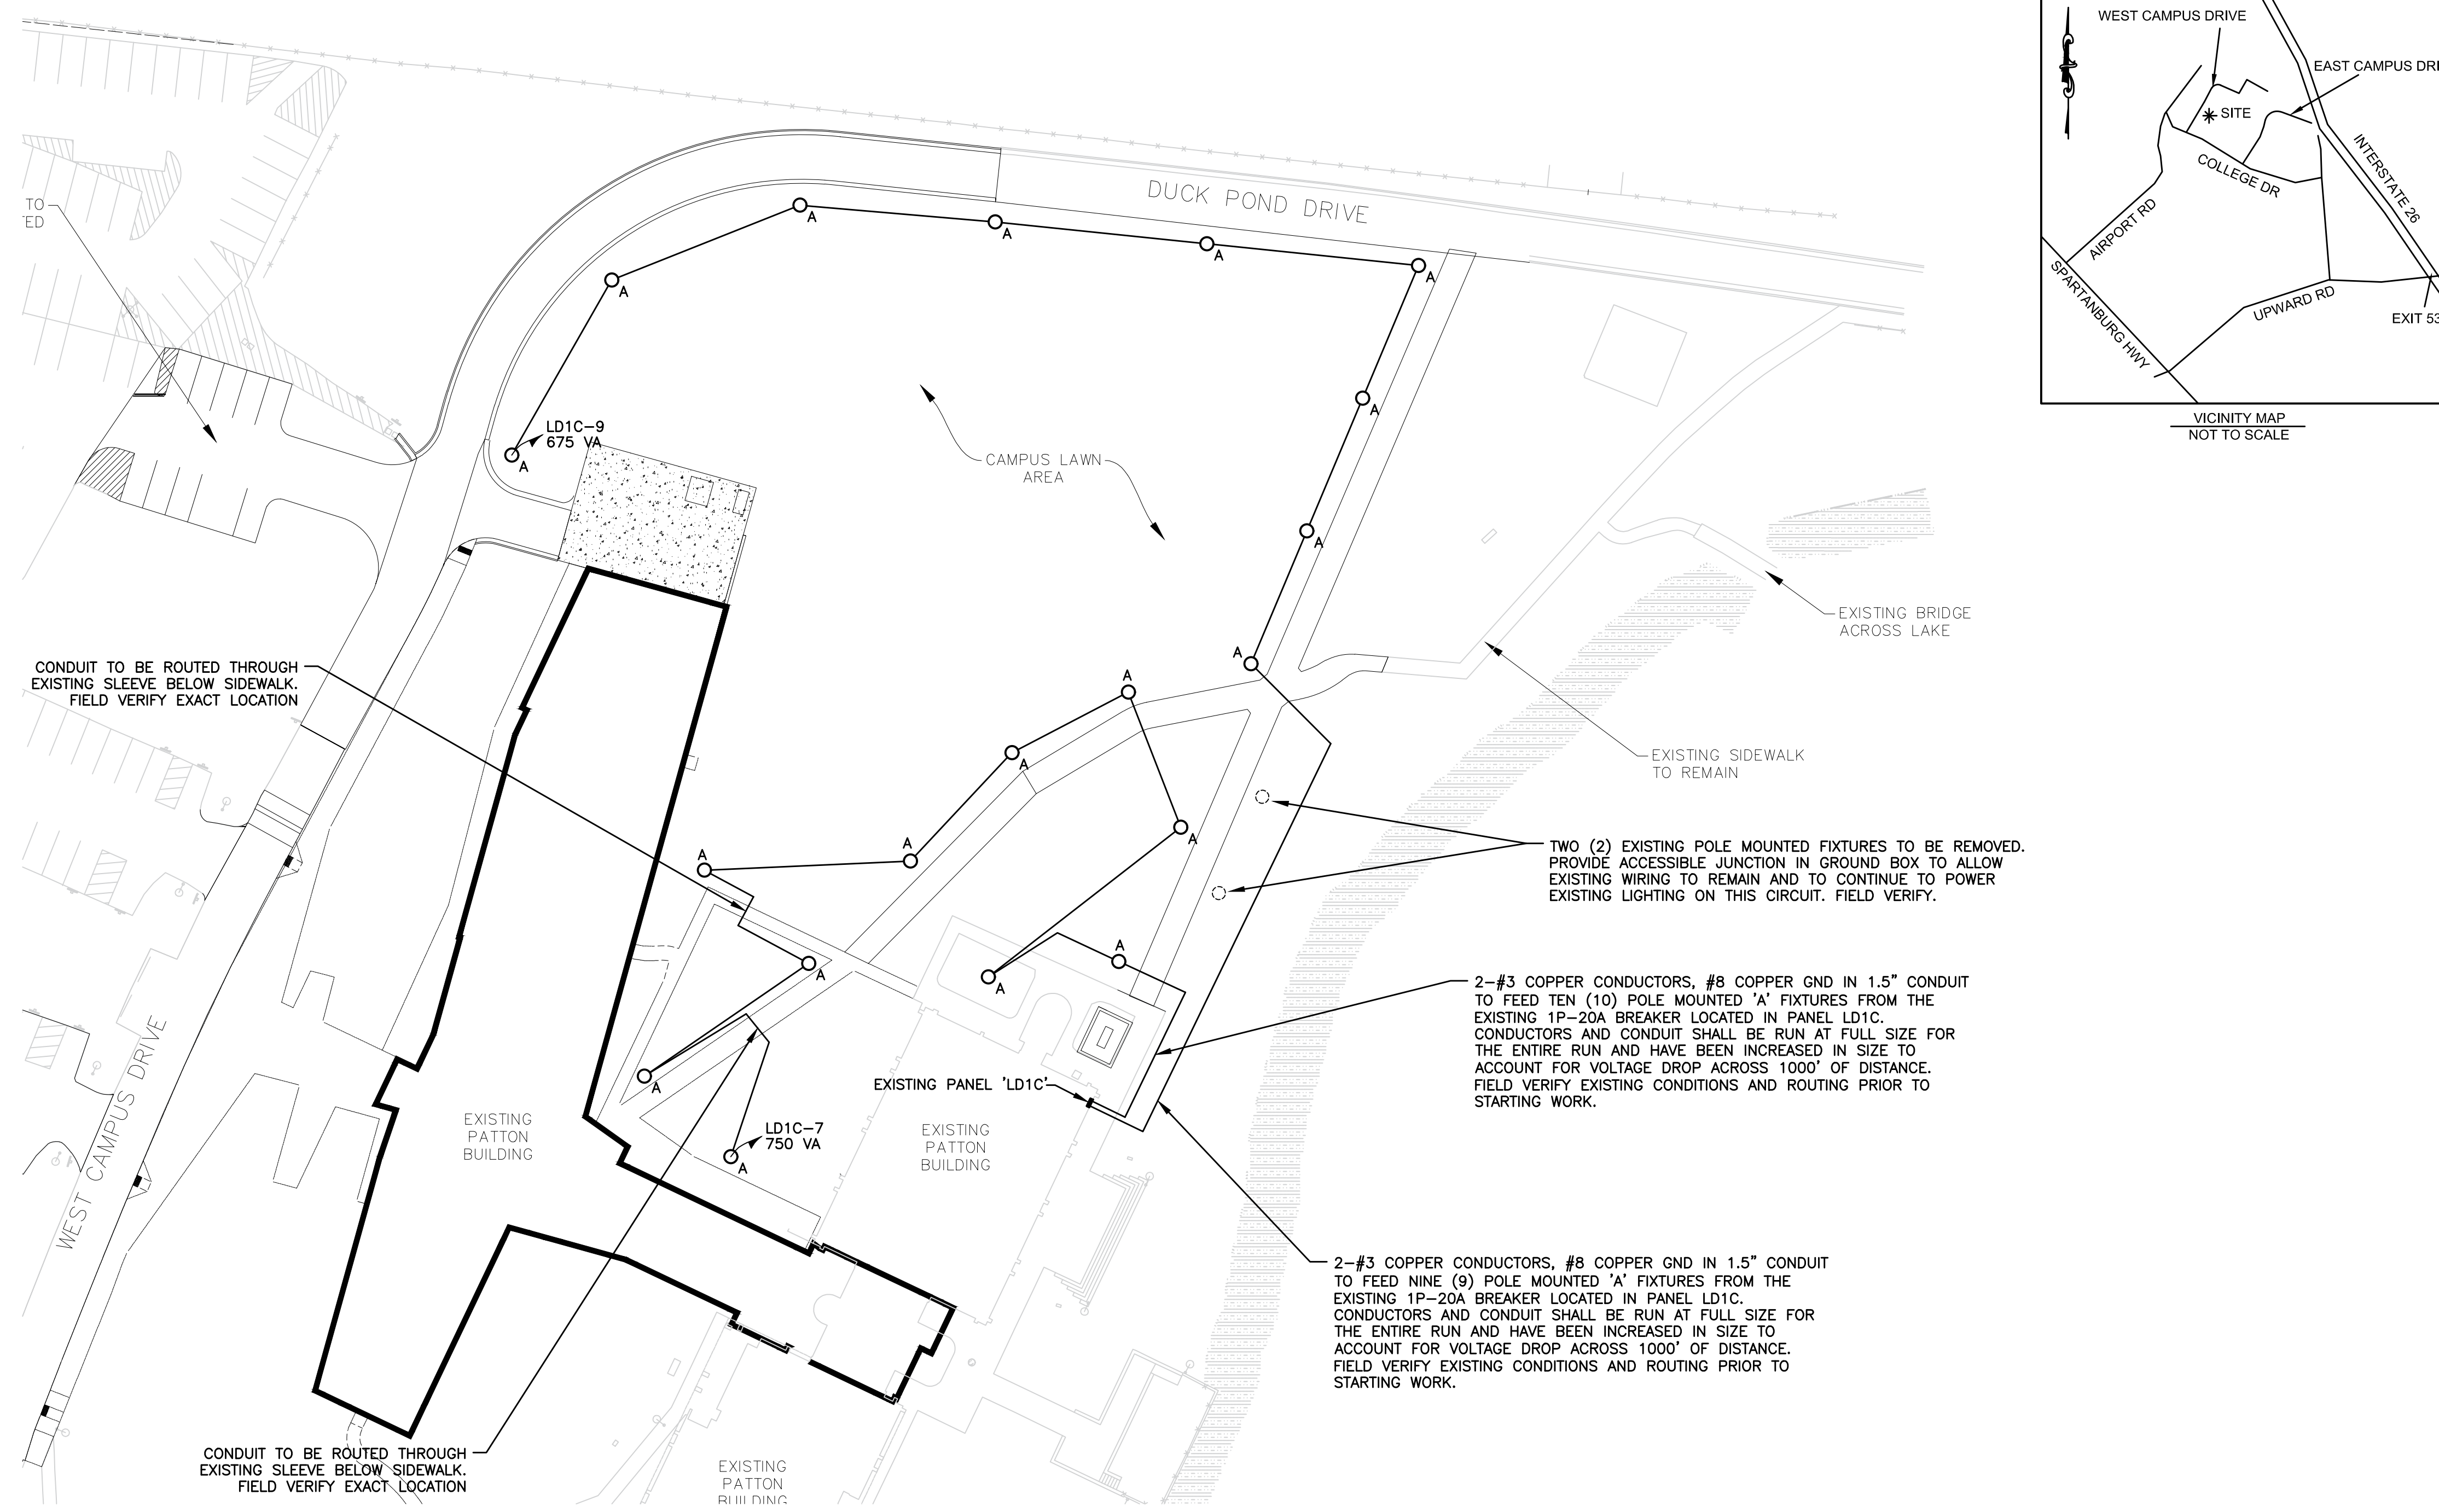 WEST CAMPUS DRIVE
EAST CAMPUS DRI
SITE
COLLEGE DR
INTERSTATE 26
AIRPORT RD
SPARTANBURG HWY
UPWARD RD
EXIT 53
VICINITY MAP
NOT TO SCALE
TO
TED
DUCK POND DRIVE
A
A
A
A
A
A
A
A
A
LD1C-9
675 VA
CAMPUS LAWN
AREA
EXISTING BRIDGE
ACROSS LAKE
CONDUIT TO BE ROUTED THROUGH
EXISTING SLEEVE BELOW SIDEWALK.
FIELD VERIFY EXACT LOCATION
EXISTING SIDEWALK
TO REMAIN
A
A
A
A
A
A
A
A
A
A
TWO (2) EXISTING POLE MOUNTED FIXTURES TO BE REMOVED.
PROVIDE ACCESSIBLE JUNCTION IN GROUND BOX TO ALLOW
EXISTING WIRING TO REMAIN AND TO CONTINUE TO POWER
EXISTING LIGHTING ON THIS CIRCUIT. FIELD VERIFY.
2-#3 COPPER CONDUCTORS, #8 COPPER GND IN 1.5" CONDUIT
TO FEED TEN (10) POLE MOUNTED 'A' FIXTURES FROM THE
EXISTING 1P-20A BREAKER LOCATED IN PANEL LD1C.
CONDUCTORS AND CONDUIT SHALL BE RUN AT FULL SIZE FOR
THE ENTIRE RUN AND HAVE BEEN INCREASED IN SIZE TO
ACCOUNT FOR VOLTAGE DROP ACROSS 1000' OF DISTANCE.
FIELD VERIFY EXISTING CONDITIONS AND ROUTING PRIOR TO
STARTING WORK.
EXISTING PANEL 'LD1C'
WEST CAMPUS DRIVE
EXISTING
PATTON
BUILDING
LD1C-7
750 VA
EXISTING
PATTON
BUILDING
2-#3 COPPER CONDUCTORS, #8 COPPER GND IN 1.5" CONDUIT
TO FEED NINE (9) POLE MOUNTED 'A' FIXTURES FROM THE
EXISTING 1P-20A BREAKER LOCATED IN PANEL LD1C.
CONDUCTORS AND CONDUIT SHALL BE RUN AT FULL SIZE FOR
THE ENTIRE RUN AND HAVE BEEN INCREASED IN SIZE TO
ACCOUNT FOR VOLTAGE DROP ACROSS 1000' OF DISTANCE.
FIELD VERIFY EXISTING CONDITIONS AND ROUTING PRIOR TO
STARTING WORK.
CONDUIT TO BE ROUTED THROUGH
EXISTING SLEEVE BELOW SIDEWALK.
FIELD VERIFY EXACT LOCATION
EXISTING
PATTON
BUILDING